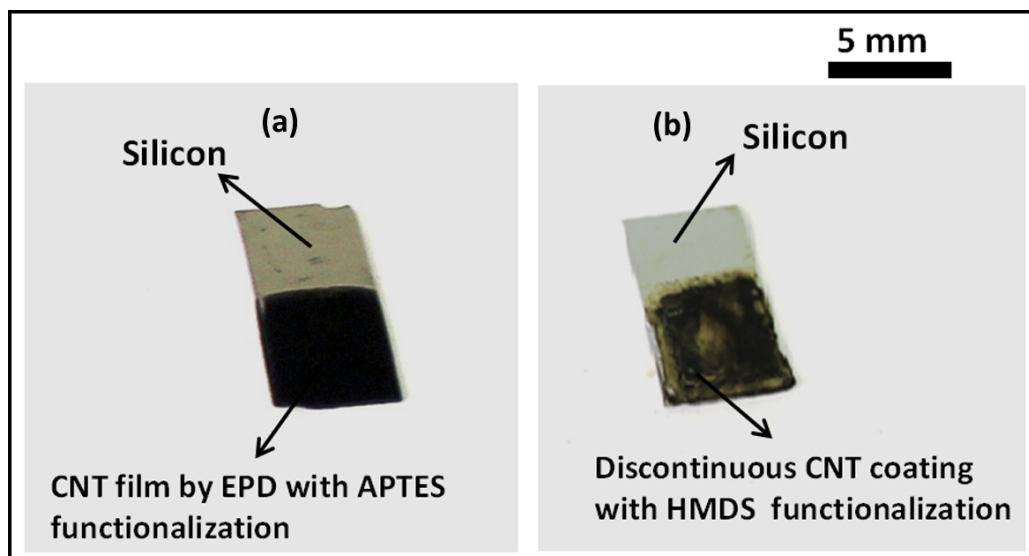 5 mm
(a)
Silicon
CNT film by EPD with APTES
functionalization
(b)
Silicon
Discontinuous CNT coating
with HMDS functionalization